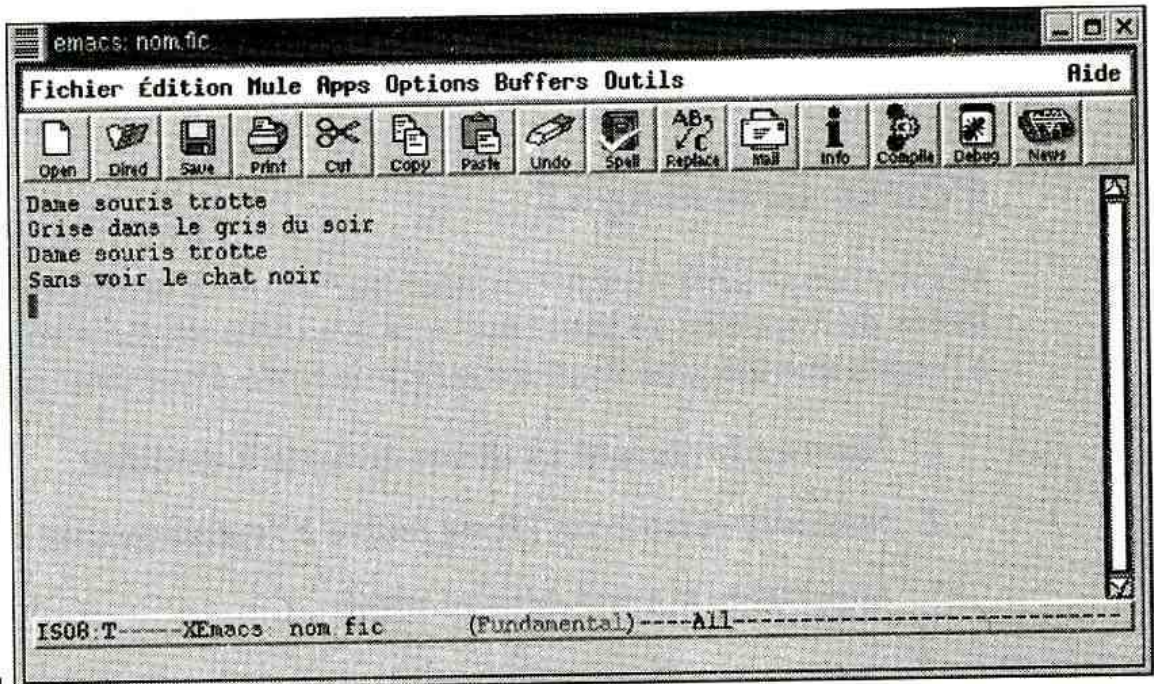 emacs: nom.fic
Fichier Édition Mule Apps Options Buffers Outils Aide
Open Dired Save Print Cut Copy Paste Undo Spell Replace Mail Info Compile Debug News
Dame souris trotte
Grise dans le gris du soir
Dame souris trotte
Sans voir le chat noir
ISO8:T-----XEmacs: nom.fic (Fundamental)----All--------------------------------